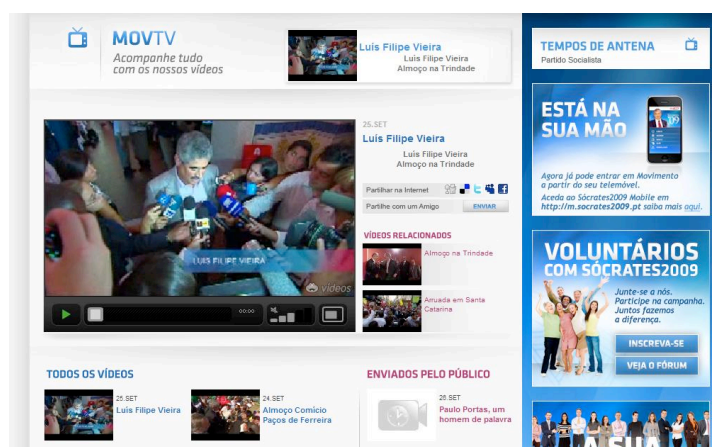 MOVTV
Acompanhe tudo
com os nossos vídeos
Luis Filipe Vieira
Luis Filipe Vieira
Almoço na Trindade
25.SET
Luis Filipe Vieira
Luis Filipe Vieira
Almoço na Trindade
Partilhar na Internet
Partilhe com um Amigo
ENVIAR
VÍDEOS RELACIONADOS
Almoço na Trindade
Arruada em Santa
Catarina
LUIS FILIPE VIEIRA
vídeos
00:00
TODOS OS VÍDEOS
25.SET
Luis Filipe Vieira
24.SET
Almoço Comício
Paços de Ferreira
ENVIADOS PELO PÚBLICO
26.SET
Paulo Portas, um
homem de palavra
TEMPOS DE ANTENA
Partido Socialista
ESTÁ NA
SUA MÃO
Agora já pode entrar em Movimento
a partir do seu telemóvel.
Aceda ao Sócrates2009 Mobile em
http://m.socrates2009.pt saiba mais aqui.
VOLUNTÁRIOS
COM SÓCRATES2009
Junte-se a nós.
Participe na campanha.
Juntos fazemos
a diferença.
INSCREVA-SE
VEJA O FÓRUM
A SUA